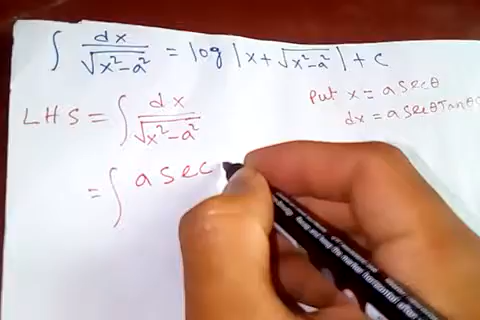 ∫ dx/√(x²-a²) = log |x+√(x²-a²)| + c
Put x = a secθ
LHS = ∫ dx/√(x²-a²)
dx = a secθ Tanθ
= ∫ a sec